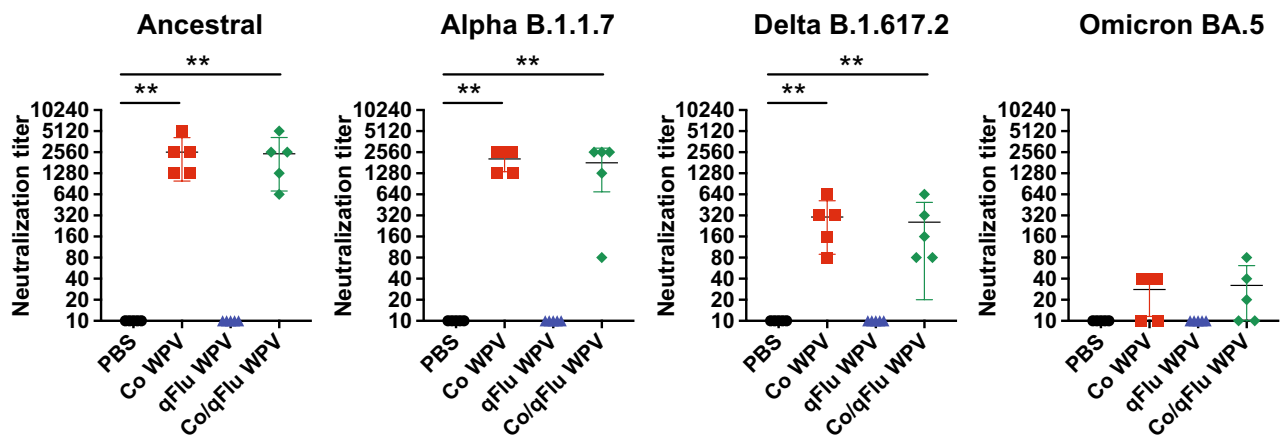 Ancestral
**
**
Neutralization titer
10240
5120
2560
1280
640
320
160
80
40
20
10
PBS
Co WPV
qFlu WPV
Co/qFlu WPV
Alpha B.1.1.7
**
**
Neutralization titer
10240
5120
2560
1280
640
320
160
80
40
20
10
PBS
Co WPV
qFlu WPV
Co/qFlu WPV
Delta B.1.617.2
**
**
Neutralization titer
10240
5120
2560
1280
640
320
160
80
40
20
10
PBS
Co WPV
qFlu WPV
Co/qFlu WPV
Omicron BA.5
Neutralization titer
10240
5120
2560
1280
640
320
160
80
40
20
10
PBS
Co WPV
qFlu WPV
Co/qFlu WPV